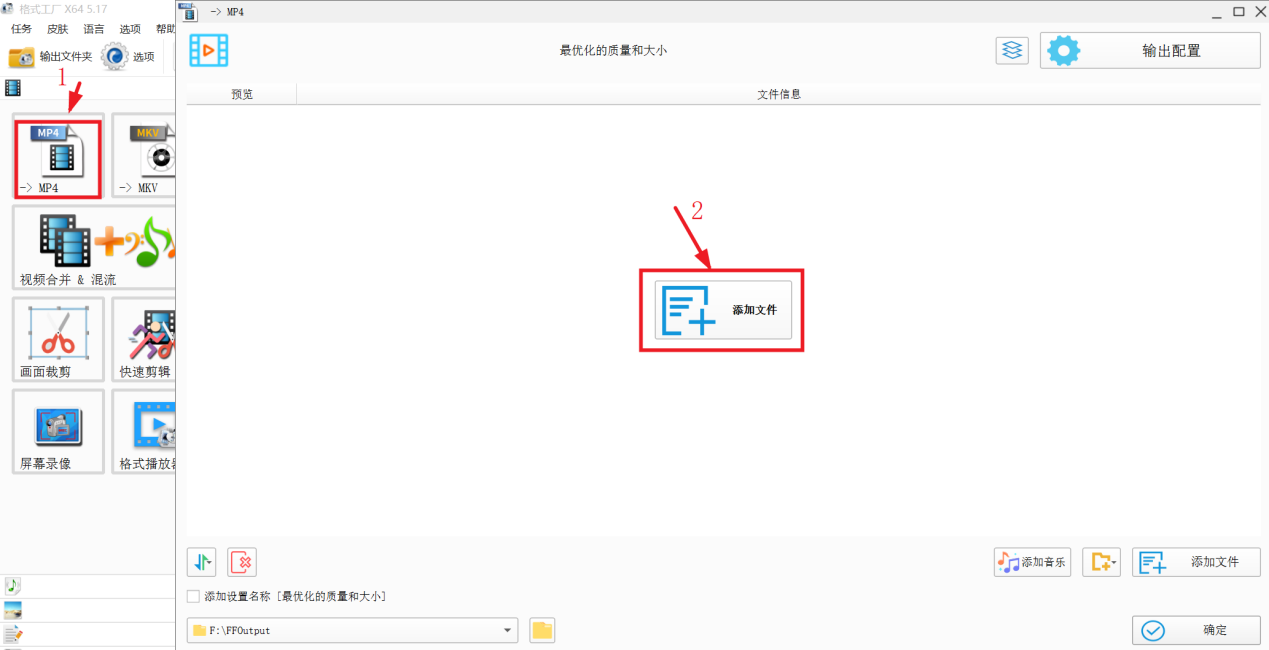 格式工厂 X64 5.17
任务 皮肤 语言 选项 帮助
输出文件夹 选项
1
MP4
-> MP4
MKV
-> MKV
视频合并 & 混流
画面裁剪
快速剪辑
屏幕录像
格式播放器
-> MP4
最优化的质量和大小
输出配置
预览
文件信息
2
添加文件
添加音乐
添加文件
添加设置名称 [最优化的质量和大小]
F:\FFOutput
确定